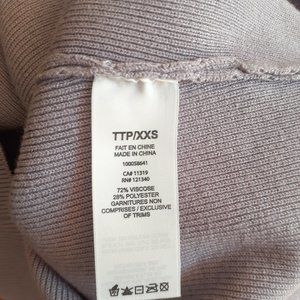 TTP/XXS
FAIT EN CHINE
MADE IN CHINA
100058641
CA# 11319
RN# 121340
72% VISCOSE
28% POLYESTER
GARNITURES NON
COMPRISES / EXCLUSIVE
OF TRIMS